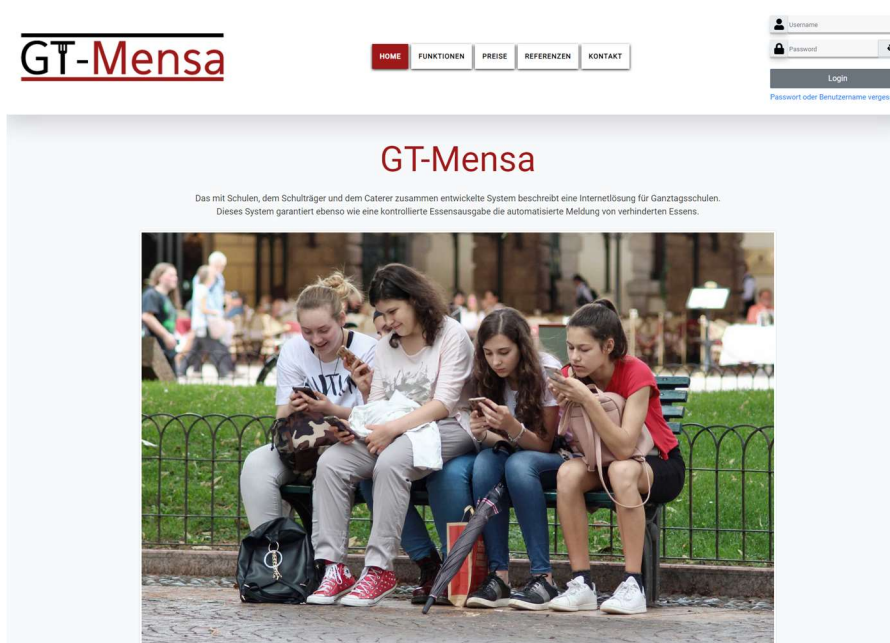 GT-Mensa
HOME
FUNKTIONEN
PREISE
REFERENZEN
KONTAKT
Username
Password
Login
Passwort oder Benutzername verges
GT-Mensa
Das mit Schulen, dem Schulträger und dem Caterer zusammen entwickelte System beschreibt eine Internetlösung für Ganztagsschulen.
Dieses System garantiert ebenso wie eine kontrollierte Essensausgabe die automatisierte Meldung von verhinderten Essens.